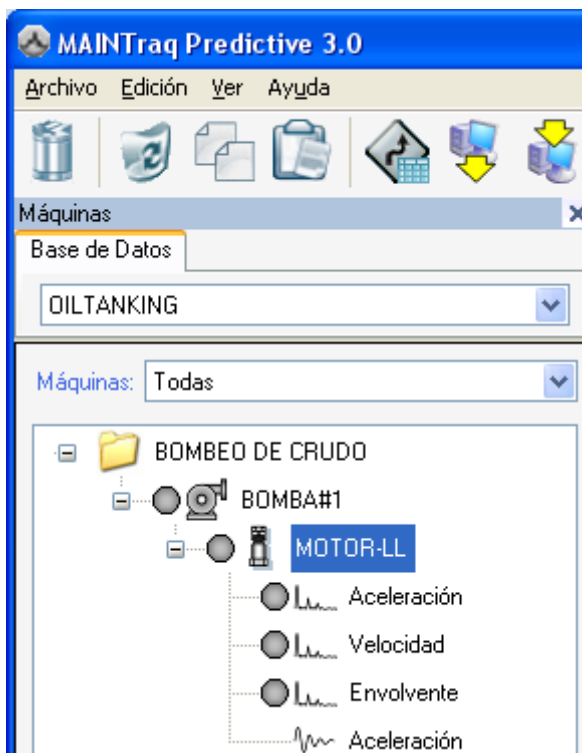 MAINTraq Predictive 3.0
Archivo Edición Ver Ayuda
Máquinas
Base de Datos
OILTANKING
Máquinas: Todas
BOMBEO DE CRUDO
BOMBA#1
MOTOR-LL
Aceleración
Velocidad
Envolvente
Aceleración